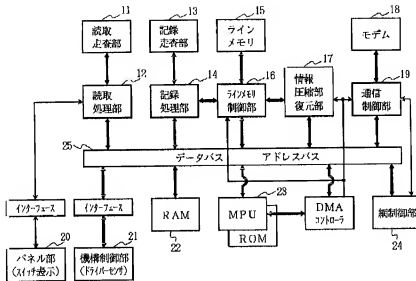 11
13
15
18
読取
走査部
記録
走査部
ライン
メモリ
モデム
12
14
16
17
19
読取
処理部
記録
処理部
ラインメモリ
制御部
情報
圧縮部
復元部
通信
制御部
25
データバス アドレスバス
インターフェース
インターフェース
RAM
23
MPU
ROM
DMA
コントローラ
網制御部
20
21
22
24
パネル部
(スイッチ表示)
機構制御部
(ドライバーセンサ)